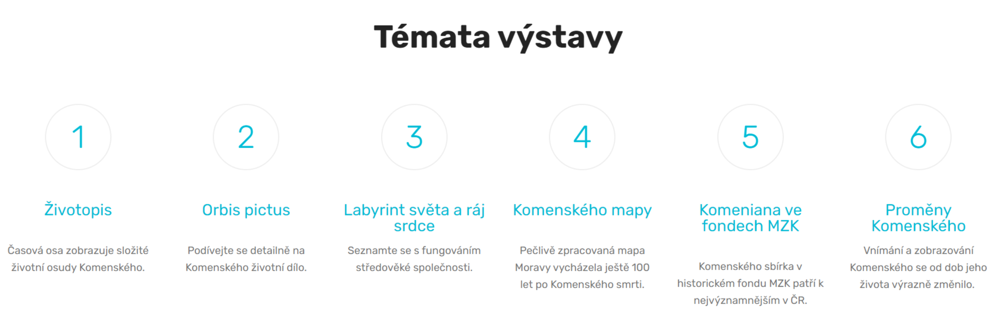 Témata výstavy
1
Životopis
Časová osa zobrazuje složité
životní osudy Komenského.
2
Orbis pictus
Podívejte se detailně na
Komenského životní dílo.
3
Labyrint světa a ráj
srdce
Seznamte se s fungováním
středověké společnosti.
4
Komenského mapy
Pečlivě zpracovaná mapa
Moravy vycházela ještě 100
let po Komenského smrti.
5
Komeniana ve
fondech MZK
Komenského sbírka v
historickém fondu MZK patří k
nejvýznamnějším v ČR.
6
Proměny
Komenského
Vnímání a zobrazování
Komenského se od dob jeho
života výrazně změnilo.